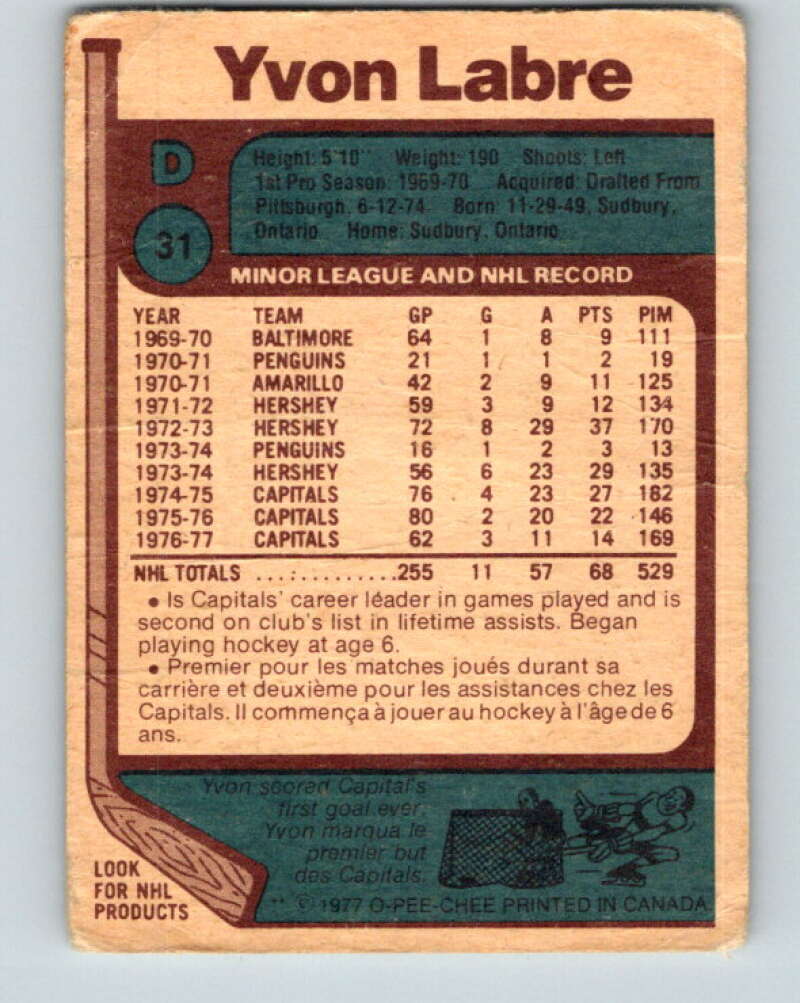 Yvon Labre
D
31
Height: 5'10" Weight: 190 Shoots: Left
1st Pro Season: 1969-70 Acquired: Drafted From
Pittsburgh, 6-12-74 Born: 11-29-49, Sudbury,
Ontario Home: Sudbury, Ontario
MINOR LEAGUE AND NHL RECORD
YEAR TEAM GP G A PTS PIM
1969-70 BALTIMORE 64 1 8 9 111
1970-71 PENGUINS 21 1 1 2 19
1970-71 AMARILLO 42 2 9 11 125
1971-72 HERSHEY 59 3 9 12 134
1972-73 HERSHEY 72 8 29 37 170
1973-74 PENGUINS 16 1 2 3 13
1973-74 HERSHEY 56 6 23 29 135
1974-75 CAPITALS 76 4 23 27 182
1975-76 CAPITALS 80 2 20 22 146
1976-77 CAPITALS 62 3 11 14 169
NHL TOTALS ..............255 11 57 68 529
• Is Capitals' career leader in games played and is
second on club's list in lifetime assists. Began
playing hockey at age 6.
• Premier pour les matches joués durant sa
carrière et deuxième pour les assistances chez les
Capitals. Il commença à jouer au hockey à l'âge de 6
ans.
Yvon scored Capital's
first goal ever.
Yvon marqua le
premier but
des Capitals.
LOOK
FOR NHL
PRODUCTS
** © 1977 O-PEE-CHEE PRINTED IN CANADA